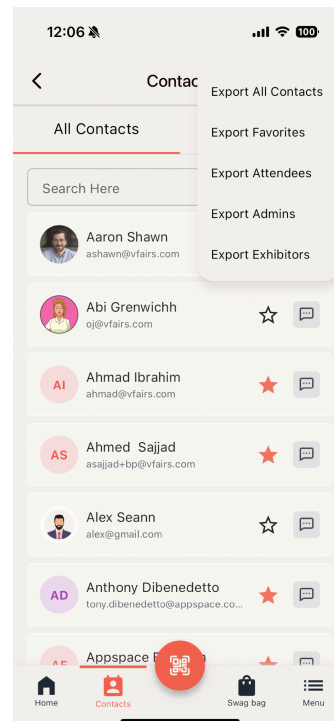 12:06
100
Contac
Export All Contacts
Export Favorites
Export Attendees
Export Admins
Export Exhibitors
All Contacts
Search Here
Aaron Shawn
ashawn@vfairs.com
Abi Grenwichh
oj@vfairs.com
AI
Ahmad Ibrahim
ahmad@vfairs.com
AS
Ahmed Sajjad
asajjad+bp@vfairs.com
Alex Seann
alex@gmail.com
AD
Anthony Dibenedetto
tony.dibenedetto@appspace.co...
Appspace
Home
Contacts
Swag bag
Menu